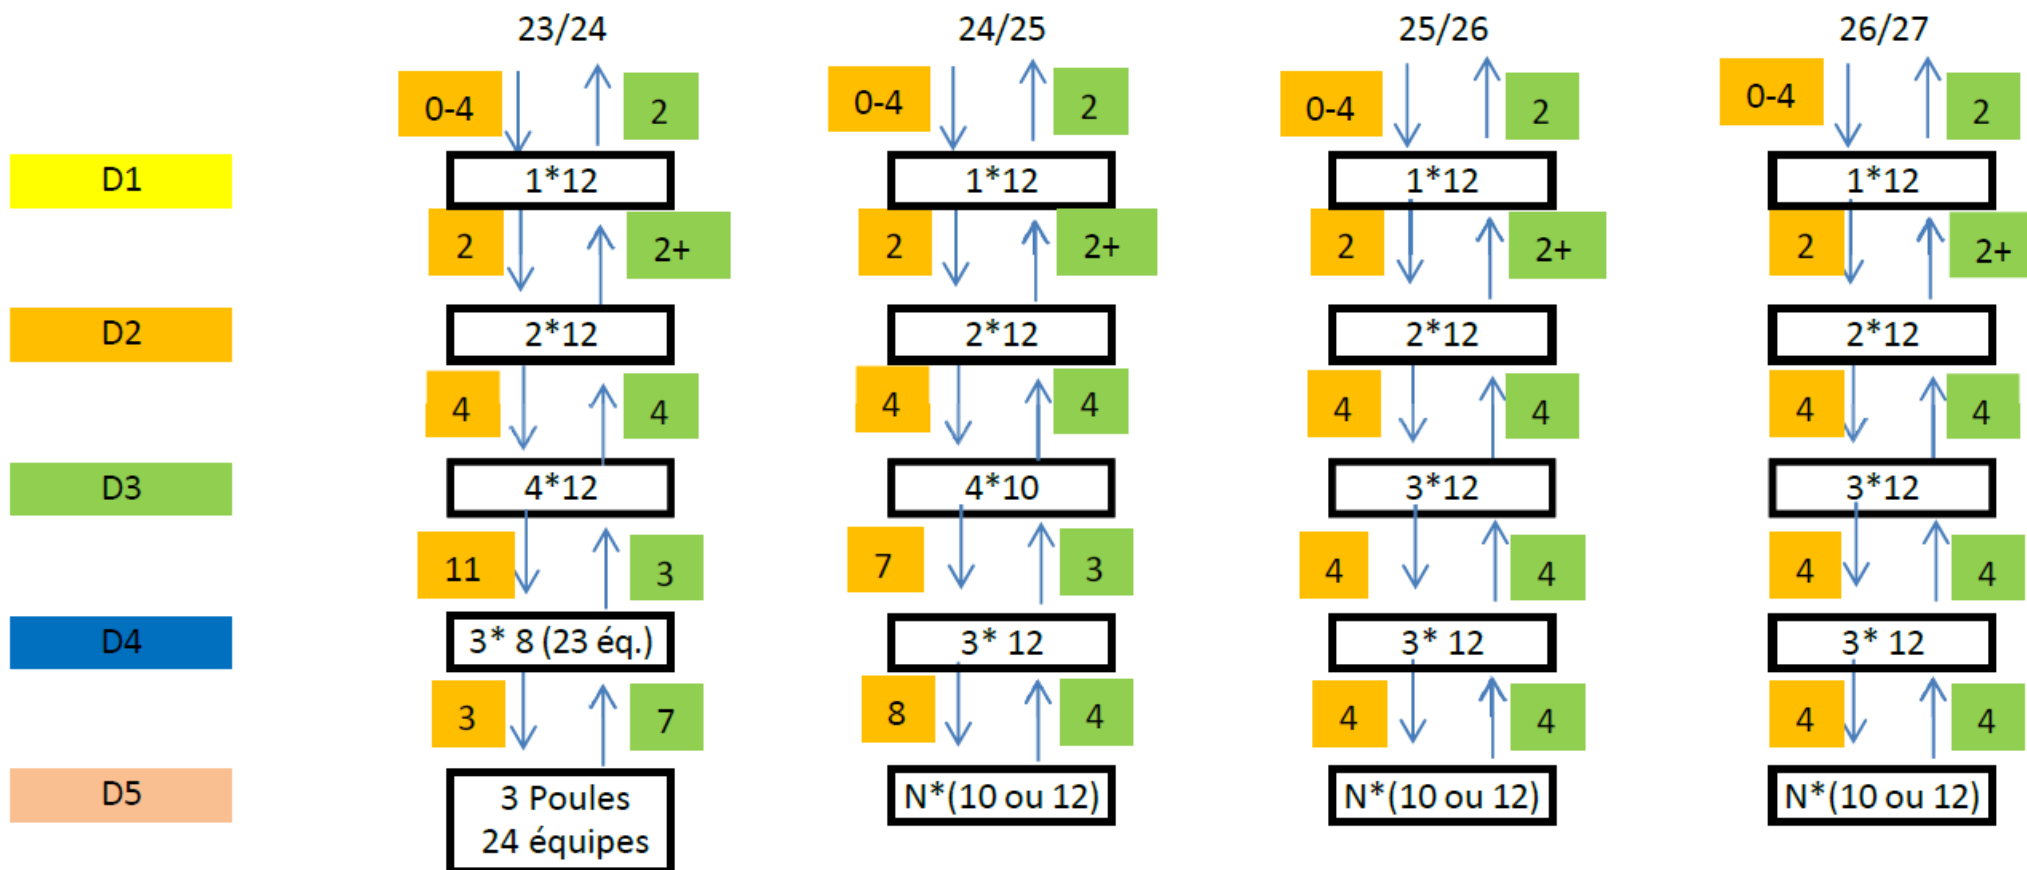 23/24 24/25 25/26 26/27
0-4 2 0-4 2 0-4 2 0-4 2
D1 1*12 1*12 1*12 1*12
2 2+ 2 2+ 2 2+ 2 2+
D2 2*12 2*12 2*12 2*12
4 4 4 4 4 4 4 4
D3 4*12 4*10 3*12 3*12
11 3 7 3 4 4 4 4
D4 3* 8 (23 éq.) 3* 12 3* 12 3* 12
3 7 8 4 4 4 4 4
D5 3 Poules N*(10 ou 12) N*(10 ou 12) N*(10 ou 12)
24 équipes